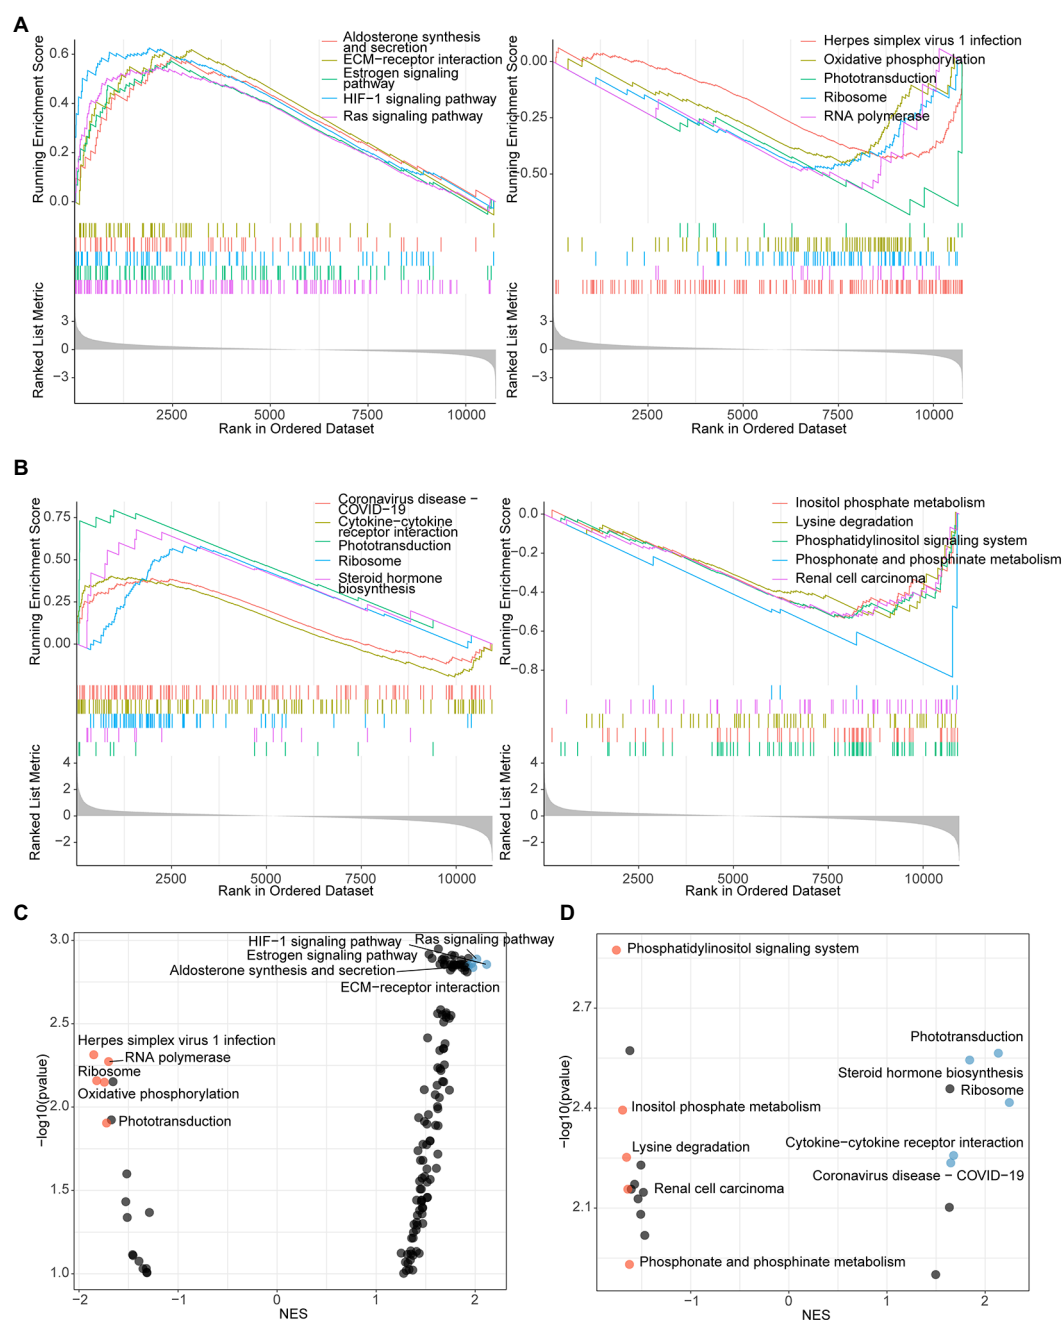 A
Running Enrichment Score
0.6
0.4
0.2
0.0
Aldosterone synthesis
and secretion
ECM−receptor interaction
Estrogen signaling
pathway
HIF−1 signaling pathway
Ras signaling pathway
Ranked List Metric
3
0
−3
2500
5000
7500
10000
Rank in Ordered Dataset
Running Enrichment Score
0.00
−0.25
−0.50
Herpes simplex virus 1 infection
Oxidative phosphorylation
Phototransduction
Ribosome
RNA polymerase
Ranked List Metric
3
0
−3
2500
5000
7500
10000
Rank in Ordered Dataset
B
Running Enrichment Score
0.75
0.50
0.25
0.00
Coronavirus disease −
COVID−19
Cytokine−cytokine
receptor interaction
Phototransduction
Ribosome
Steroid hormone
biosynthesis
Ranked List Metric
4
2
0
−2
2500
5000
7500
10000
Rank in Ordered Dataset
Running Enrichment Score
0.0
−0.2
−0.4
−0.6
−0.8
Inositol phosphate metabolism
Lysine degradation
Phosphatidylinositol signaling system
Phosphonate and phosphinate metabolism
Renal cell carcinoma
Ranked List Metric
4
2
0
−2
2500
5000
7500
10000
Rank in Ordered Dataset
C
−log10(pvalue)
3.0
2.5
2.0
1.5
1.0
HIF−1 signaling pathway
Ras signaling pathway
Estrogen signaling pathway
Aldosterone synthesis and secretion
ECM−receptor interaction
Herpes simplex virus 1 infection
RNA polymerase
Ribosome
Oxidative phosphorylation
Phototransduction
−2
−1
0
1
2
NES
D
−log10(pvalue)
2.7
2.4
2.1
Phosphatidylinositol signaling system
Phototransduction
Steroid hormone biosynthesis
Ribosome
Inositol phosphate metabolism
Cytokine−cytokine receptor interaction
Lysine degradation
Coronavirus disease − COVID−19
Renal cell carcinoma
Phosphonate and phosphinate metabolism
−1
0
1
2
NES